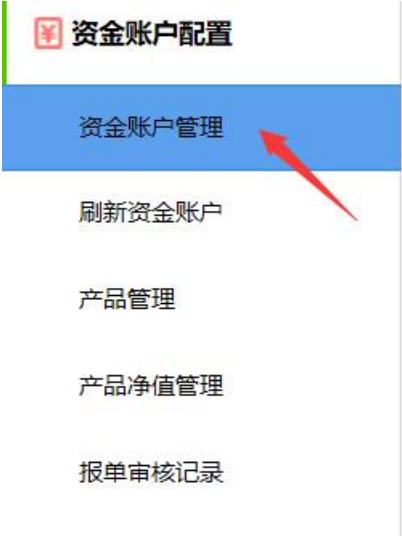 资金账户配置
资金账户管理
刷新资金账户
产品管理
产品净值管理
报单审核记录